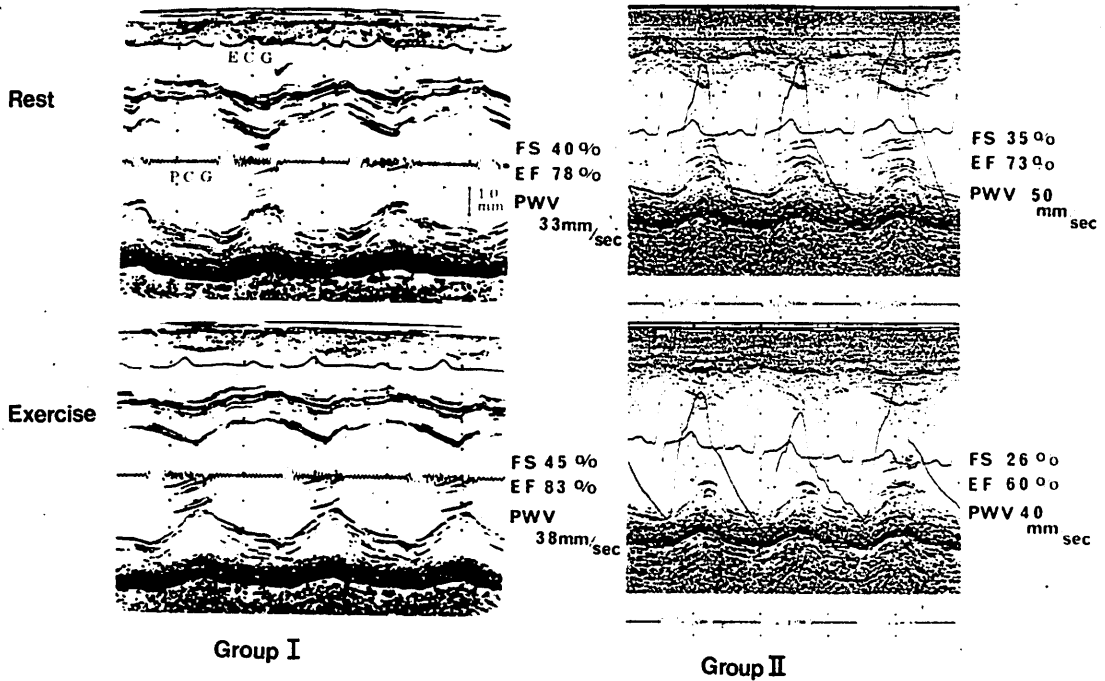 Rest
ECG
PCG
10
mm
FS 40%
EF 78%
PWV
33mm/sec
FS 35%
EF 73%
PWV 50
mm
sec
Exercise
FS 45%
EF 83%
PWV
38mm/sec
FS 26%
EF 60%
PWV 40
mm
sec
Group I
Group II